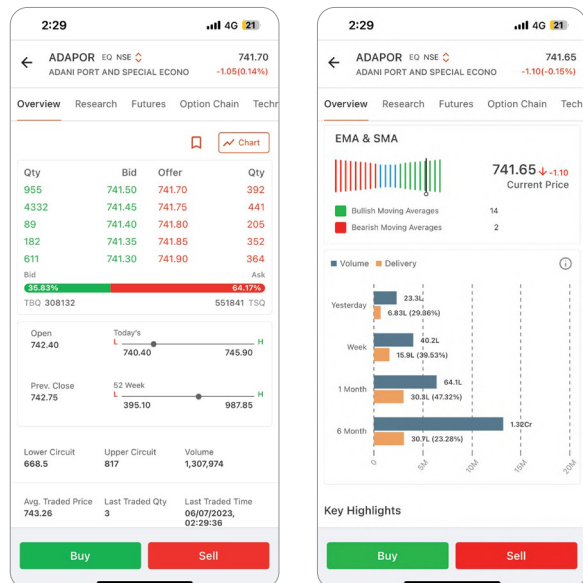 2:29
4G 21
ADAPOR EQ NSE 741.70
ADANI PORT AND SPECIAL ECONO -1.05(0.14%)
Overview Research Futures Option Chain Techr
Chart
Qty Bid Offer Qty
955 741.50 741.70 392
4332 741.45 741.75 441
89 741.40 741.80 205
182 741.35 741.85 352
611 741.30 741.90 364
Bid Ask
35.83% 64.17%
TBQ 308132 551841 TSQ
Open Today's
742.40 L H
740.40 745.90
Prev. Close 52 Week
742.75 L H
395.10 987.85
Lower Circuit Upper Circuit Volume
668.5 817 1,307,974
Avg. Traded Price Last Traded Qty Last Traded Time
743.26 3 06/07/2023,
02:29:36
Buy Sell
2:29
4G 21
ADAPOR EQ NSE 741.65
ADANI PORT AND SPECIAL ECONO -1.10(-0.15%)
Overview Research Futures Option Chain Tech
EMA & SMA
741.65 -1.10
Current Price
Bullish Moving Averages 14
Bearish Moving Averages 2
Volume Delivery
Yesterday 23.3L
6.83L (29.36%)
Week 40.2L
15.9L (39.53%)
1 Month 64.1L
30.3L (47.32%)
6 Month 1.32Cr
30.7L (23.28%)
0 5M 10M 15M 20M
Key Highlights
Buy Sell